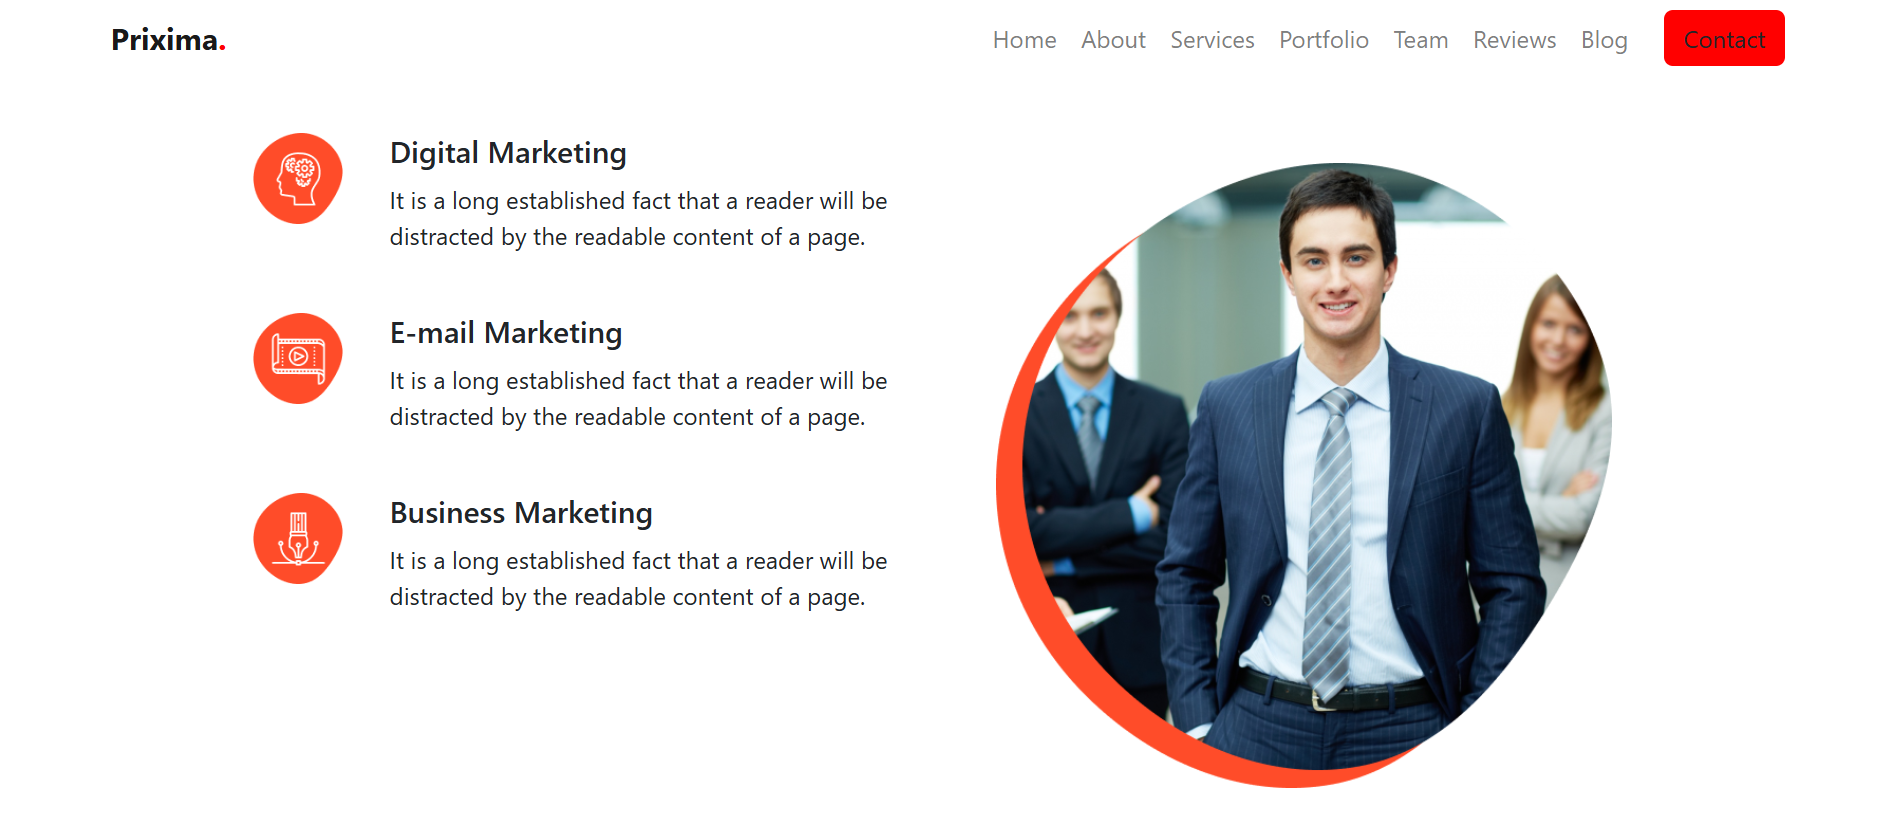 Prixima.
Home About Services Portfolio Team Reviews Blog Contact
Digital Marketing
It is a long established fact that a reader will be
distracted by the readable content of a page.
E-mail Marketing
It is a long established fact that a reader will be
distracted by the readable content of a page.
Business Marketing
It is a long established fact that a reader will be
distracted by the readable content of a page.